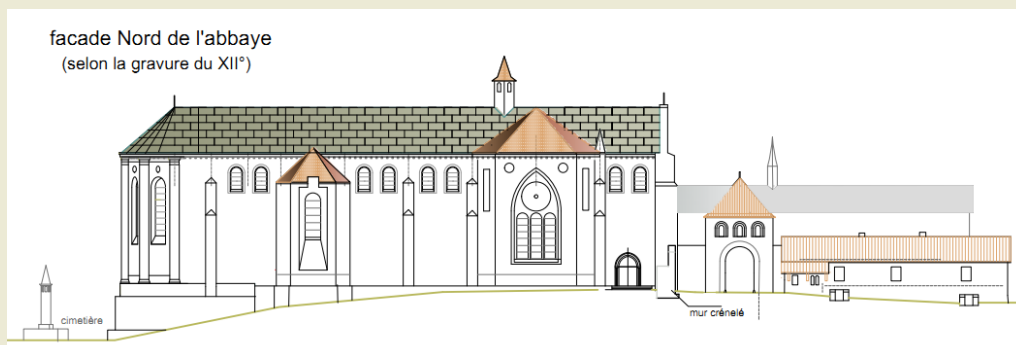 facade Nord de l'abbaye
(selon la gravure du XII°)
cimetière
mur crénelé